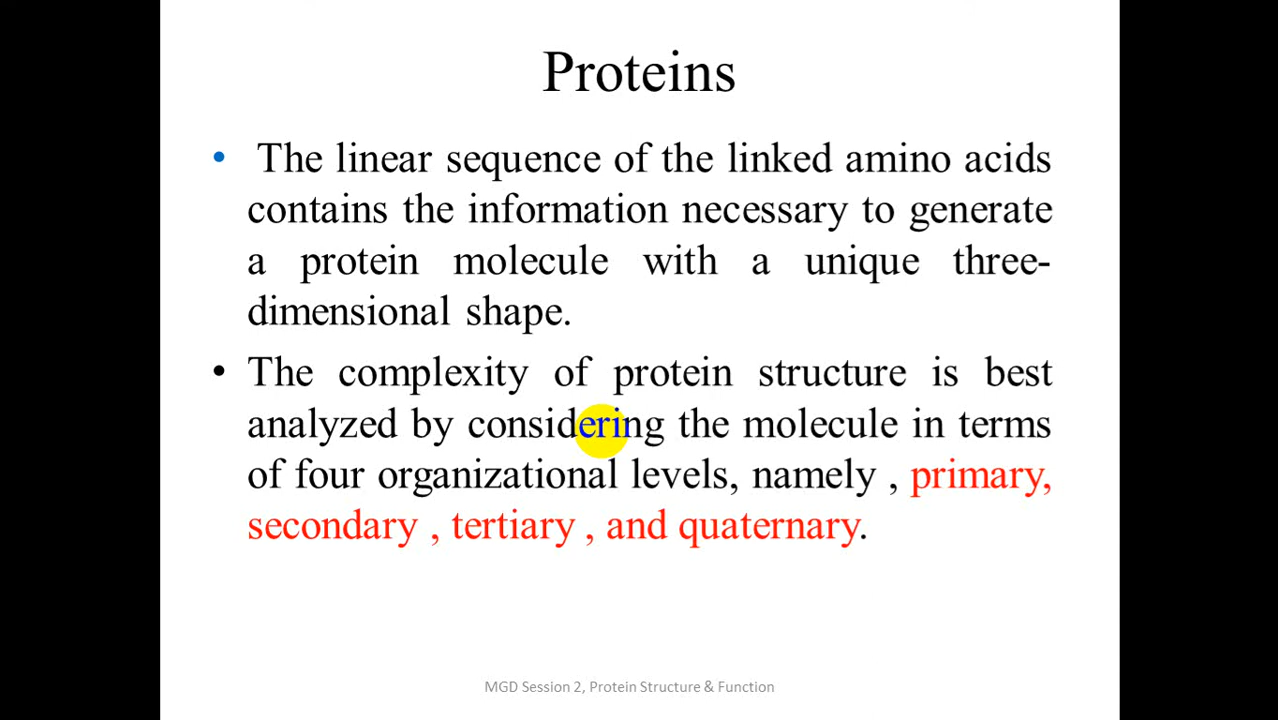 Proteins
• The linear sequence of the linked amino acids
contains the information necessary to generate
a protein molecule with a unique three-
dimensional shape.
• The complexity of protein structure is best
analyzed by considering the molecule in terms
of four organizational levels, namely , primary,
secondary , tertiary , and quaternary.
MGD Session 2, Protein Structure & Function